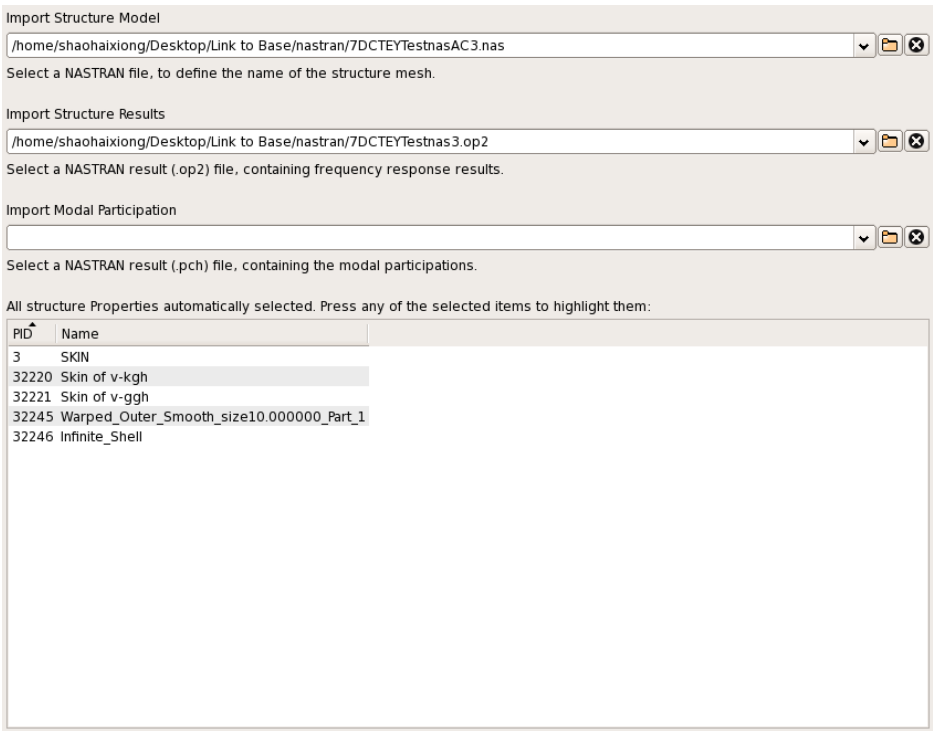 Import Structure Model
/home/shaohaixiong/Desktop/Link to Base/nastran/7DCTEYTestnasAC3.nas
Select a NASTRAN file, to define the name of the structure mesh.
Import Structure Results
/home/shaohaixiong/Desktop/Link to Base/nastran/7DCTEYTestnas3.op2
Select a NASTRAN result (.op2) file, containing frequency response results.
Import Modal Participation
Select a NASTRAN result (.pch) file, containing the modal participations.
All structure Properties automatically selected. Press any of the selected items to highlight them:
PID Name
3 SKIN
32220 Skin of v-kgh
32221 Skin of v-ggh
32245 Warped_Outer_Smooth_size10.000000_Part_1
32246 Infinite_Shell